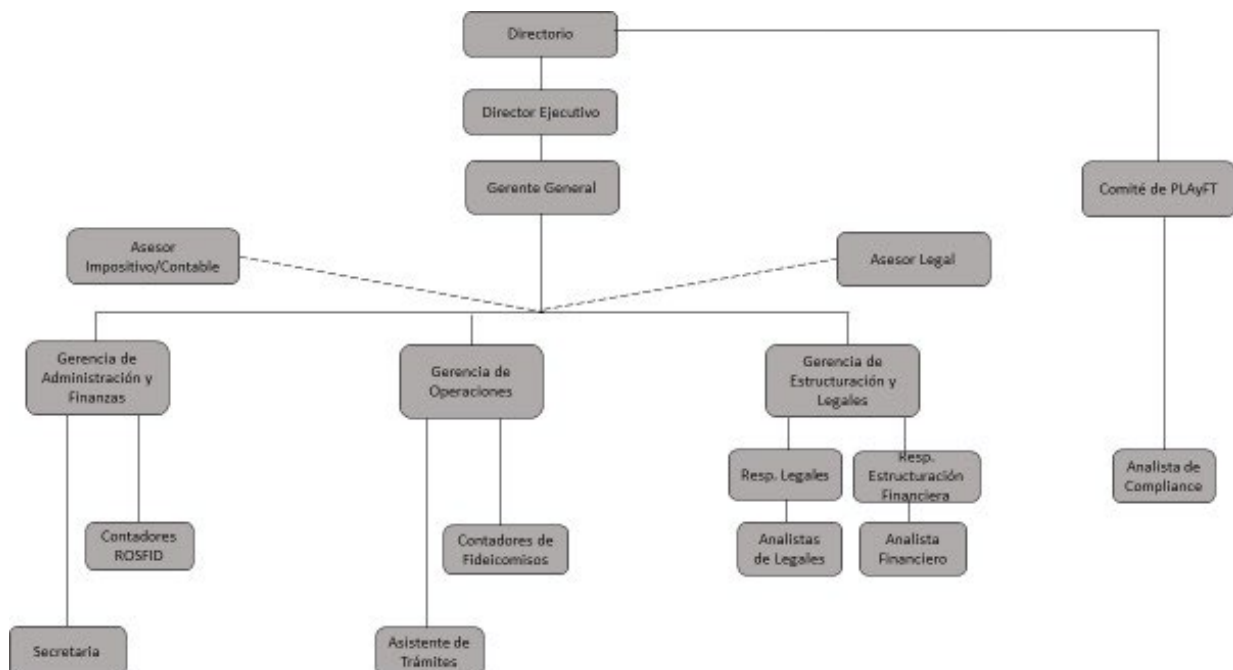 Directorio
Director Ejecutivo
Gerente General
Comité de PLAyFT
Asesor
Impositivo/Contable
Asesor Legal
Gerencia de
Administración y
Finanzas
Gerencia de
Operaciones
Gerencia de
Estructuración y
Legales
Resp. Legales
Resp.
Estructuración
Financiera
Analista de
Compliance
Contadores
ROSFID
Contadores de
Fideicomisos
Analistas
de Legales
Analista
Financiero
Secretaria
Asistente de
Trámites